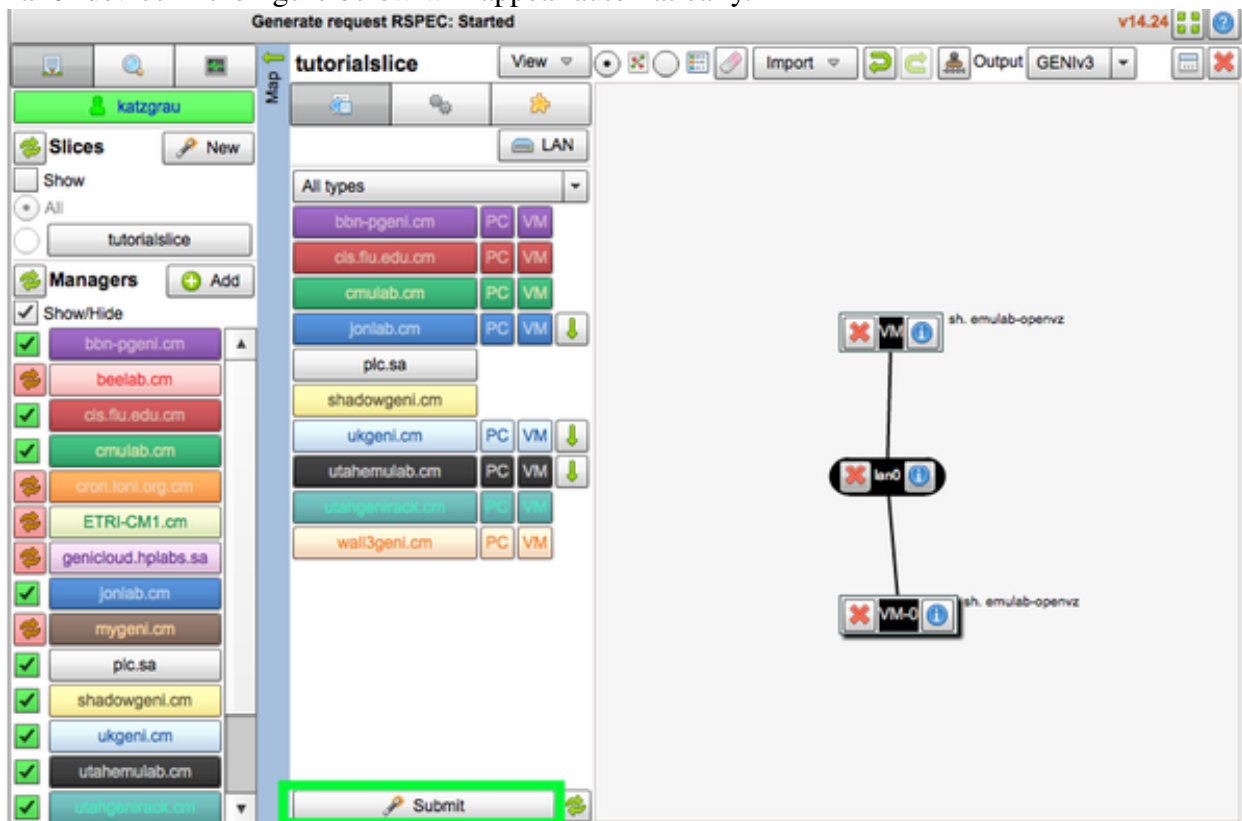 Generate request RSPEC: Started
v14.24
katzgrau
Slices
New
Show
All
tutorialslice
Managers
Add
Show/Hide
bbn-pgeni.cm
beelab.cm
cis.fiu.edu.cm
cmulab.cm
cron.loni.org.cm
ETRI-CM1.cm
genicloud.hplabs.sa
jonlab.cm
mygeni.cm
plc.sa
shadowgeni.cm
ukgeni.cm
utahemulab.cm
utahgenirack.cm
Map
tutorialslice
View
Import
Output
GENIv3
LAN
All types
bbn-pgeni.cm PC VM
cis.fiu.edu.cm PC VM
cmulab.cm PC VM
jonlab.cm PC VM
plc.sa
shadowgeni.cm
ukgeni.cm PC VM
utahemulab.cm PC VM
utahgenirack.cm PC VM
wall3geni.cm PC VM
Submit
VM
sh. emulab-openvz
lan0
VM-0
sh. emulab-openvz